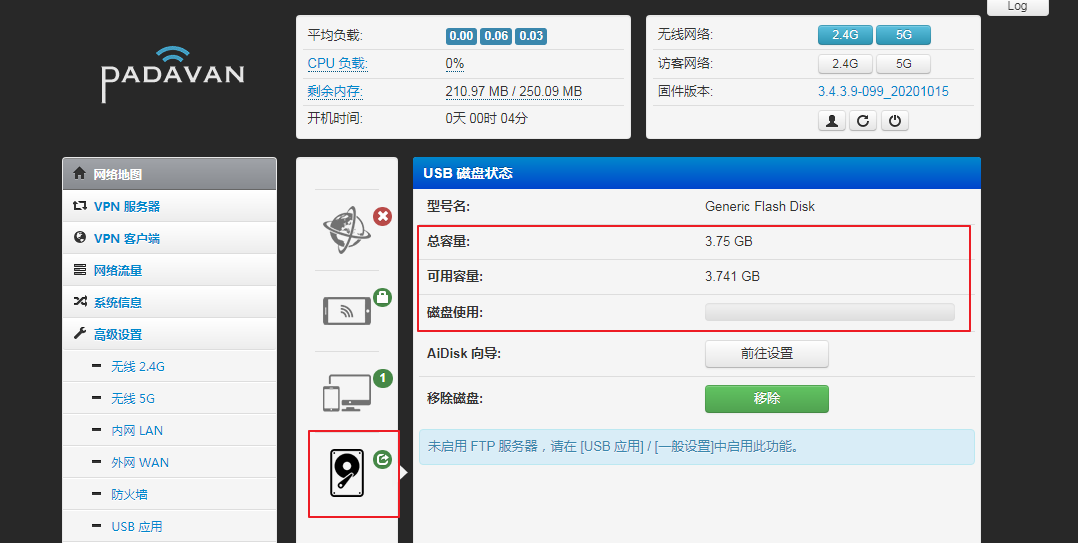 Log
PADAVAN
平均负载: 0.00 0.06 0.03
CPU 负载: 0%
剩余内存: 210.97 MB / 250.09 MB
开机时间: 0天 00时 04分
无线网络: 2.4G 5G
访客网络: 2.4G 5G
固件版本: 3.4.3.9-099_20201015
网络地图
VPN 服务器
VPN 客户端
网络流量
系统信息
高级设置
无线 2.4G
无线 5G
内网 LAN
外网 WAN
防火墙
USB 应用
1
USB 磁盘状态
型号名: Generic Flash Disk
总容量: 3.75 GB
可用容量: 3.741 GB
磁盘使用:
AiDisk 向导: 前往设置
移除磁盘: 移除
未启用 FTP 服务器，请在 [USB 应用] / [一般设置]中启用此功能。